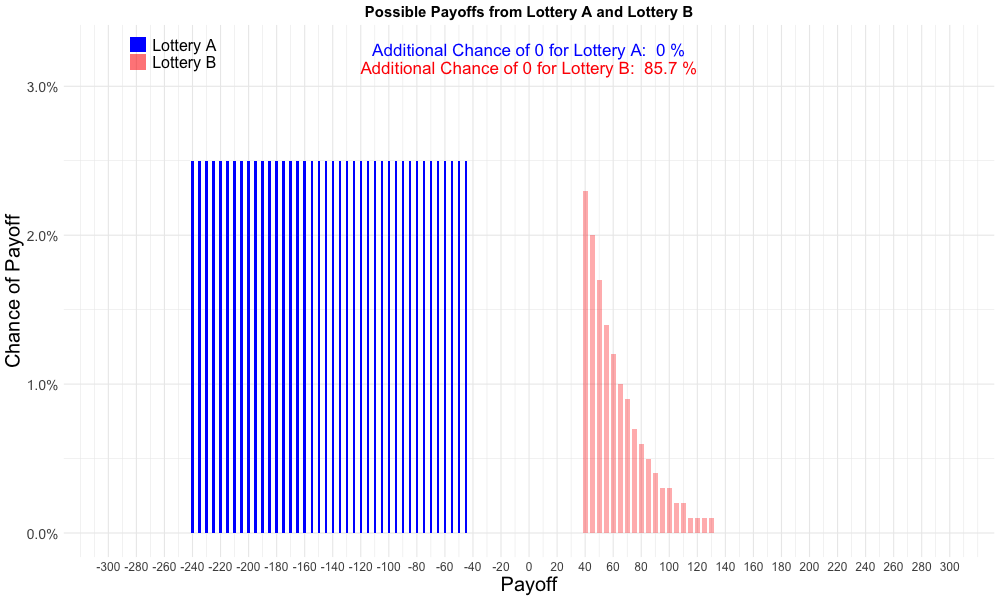 Possible Payoffs from Lottery A and Lottery B
Lottery A
Lottery B
Additional Chance of 0 for Lottery A:  0 %
Additional Chance of 0 for Lottery B:  85.7 %
Chance of Payoff
3.0%
2.0%
1.0%
0.0%
-300 -280 -260 -240 -220 -200 -180 -160 -140 -120 -100 -80 -60 -40 -20 0 20 40 60 80 100 120 140 160 180 200 220 240 260 280 300
Payoff